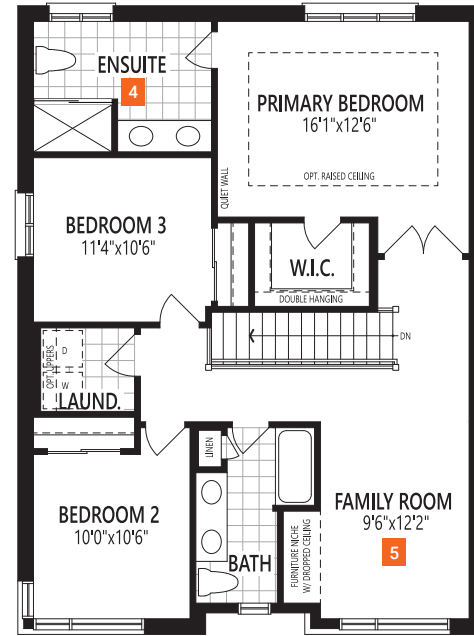 ENSUITE
4
PRIMARY BEDROOM
16'1"x12'6"
OPT. RAISED CEILING
QUIET WALL
BEDROOM 3
11'4"x10'6"
W.I.C.
DOUBLE HANGING
DN
OPT. UPPERS
D
W
LAUND.
LINEN
BEDROOM 2
10'0"x10'6"
BATH
FURNITURE NICHE
W/ DROPPED CEILING
FAMILY ROOM
9'6"x12'2"
5